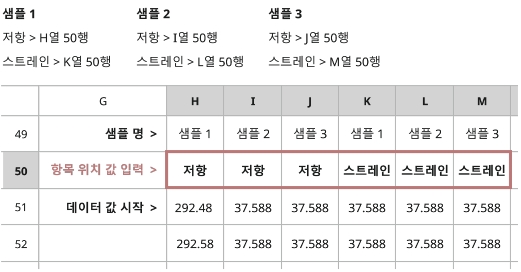 샘플 1 샘플 2 샘플 3
저항 > H열 50행 저항 > I열 50행 저항 > J열 50행
스트레인 > K열 50행 스트레인 > L열 50행 스트레인 > M열 50행
G H I J K L M
49 샘플 명 > 샘플 1 샘플 2 샘플 3 샘플 1 샘플 2 샘플 3
50 항목 위치 값 입력 > 저항 저항 저항 스트레인 스트레인 스트레인
51 데이터 값 시작 > 292.48 37.588 37.588 37.588 37.588 37.588
52 292.58 37.588 37.588 37.588 37.588 37.588